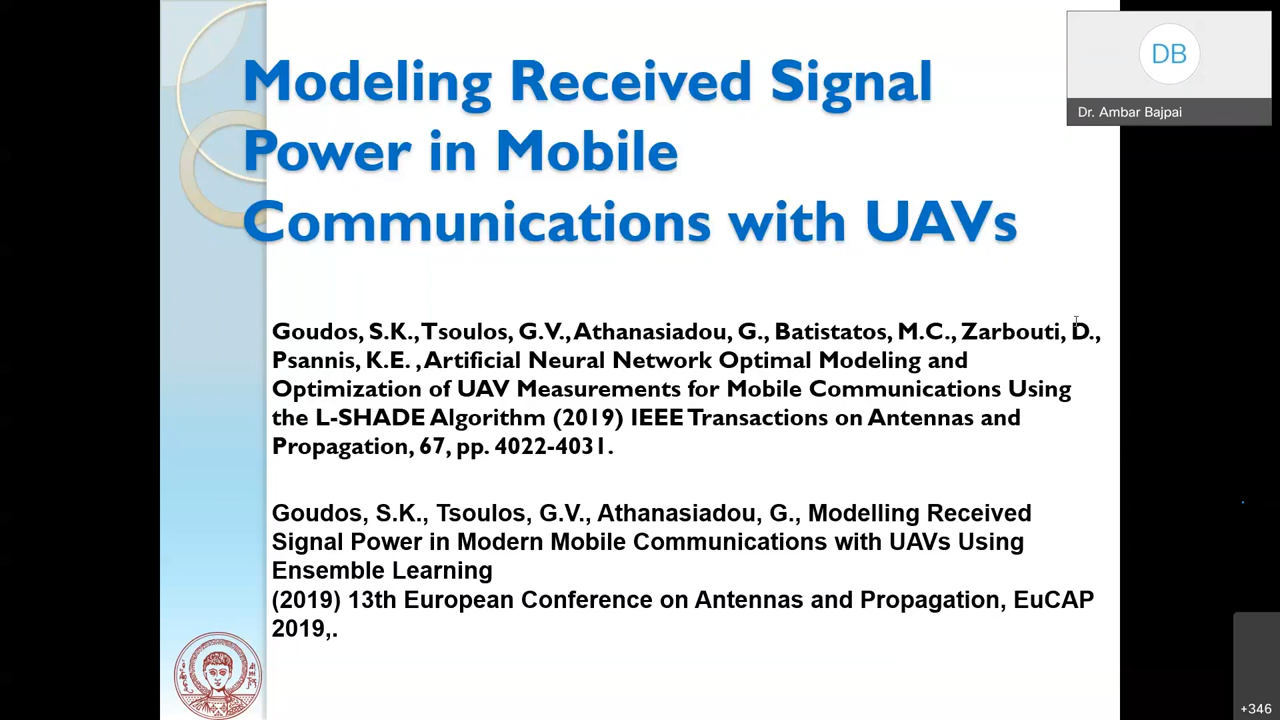 Modeling Received Signal
Power in Mobile
Communications with UAVs
DB
Dr. Ambar Bajpai
Goudos, S.K., Tsoulos, G.V., Athanasiadou, G., Batistatos, M.C., Zarbouti, D.,
Psannis, K.E. , Artificial Neural Network Optimal Modeling and
Optimization of UAV Measurements for Mobile Communications Using
the L-SHADE Algorithm (2019) IEEE Transactions on Antennas and
Propagation, 67, pp. 4022-4031.
Goudos, S.K., Tsoulos, G.V., Athanasiadou, G., Modelling Received
Signal Power in Modern Mobile Communications with UAVs Using
Ensemble Learning
(2019) 13th European Conference on Antennas and Propagation, EuCAP
2019,.
+346